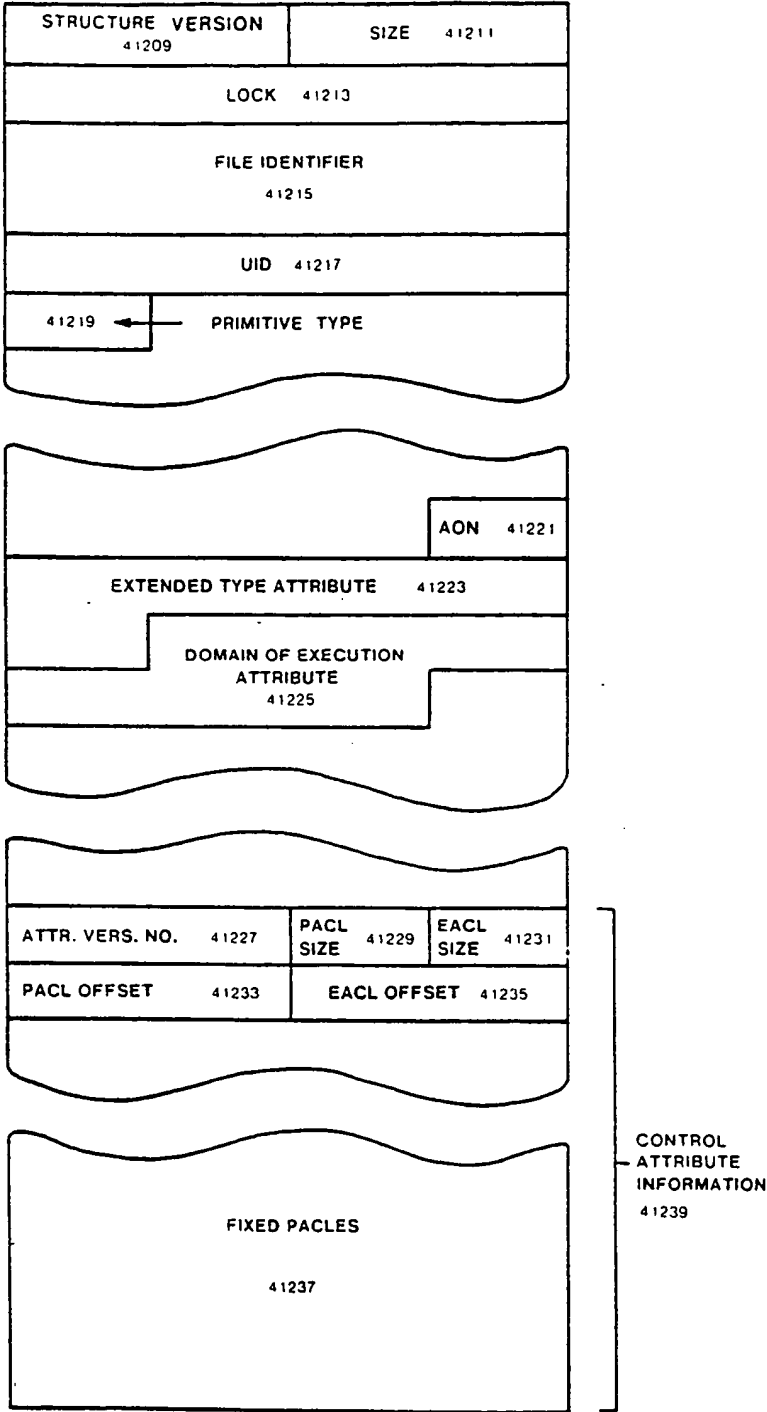 STRUCTURE VERSION
41209
SIZE 41211
LOCK 41213
FILE IDENTIFIER
41215
UID 41217
41219
PRIMITIVE TYPE
AON 41221
EXTENDED TYPE ATTRIBUTE 41223
DOMAIN OF EXECUTION
ATTRIBUTE
41225
ATTR. VERS. NO. 41227
PACL
SIZE 41229
EACL
SIZE 41231
PACL OFFSET 41233
EACL OFFSET 41235
FIXED PACLES
41237
CONTROL
ATTRIBUTE
INFORMATION
41239